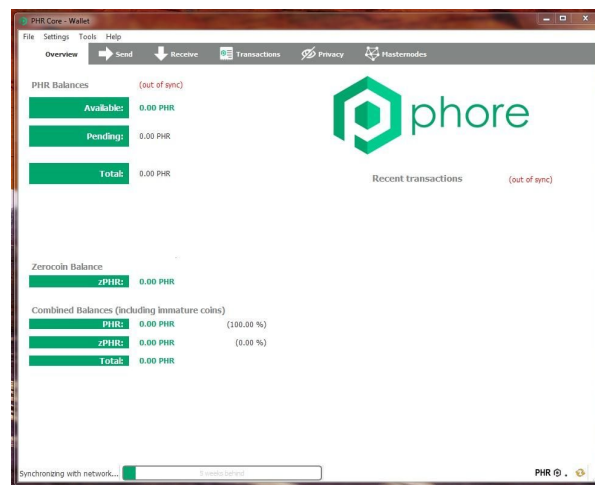 PHR Core - Wallet
File Settings Tools Help
Overview Send Receive Transactions Privacy Masternodes
PHR Balances (out of sync)
Available: 0.00 PHR
Pending: 0.00 PHR
Total: 0.00 PHR
phore
Recent transactions (out of sync)
Zerocoin Balance
zPHR: 0.00 PHR
Combined Balances (including immature coins)
PHR: 0.00 PHR (100.00 %)
zPHR: 0.00 PHR (0.00 %)
Total: 0.00 PHR
Synchronizing with network... weeks behind PHR